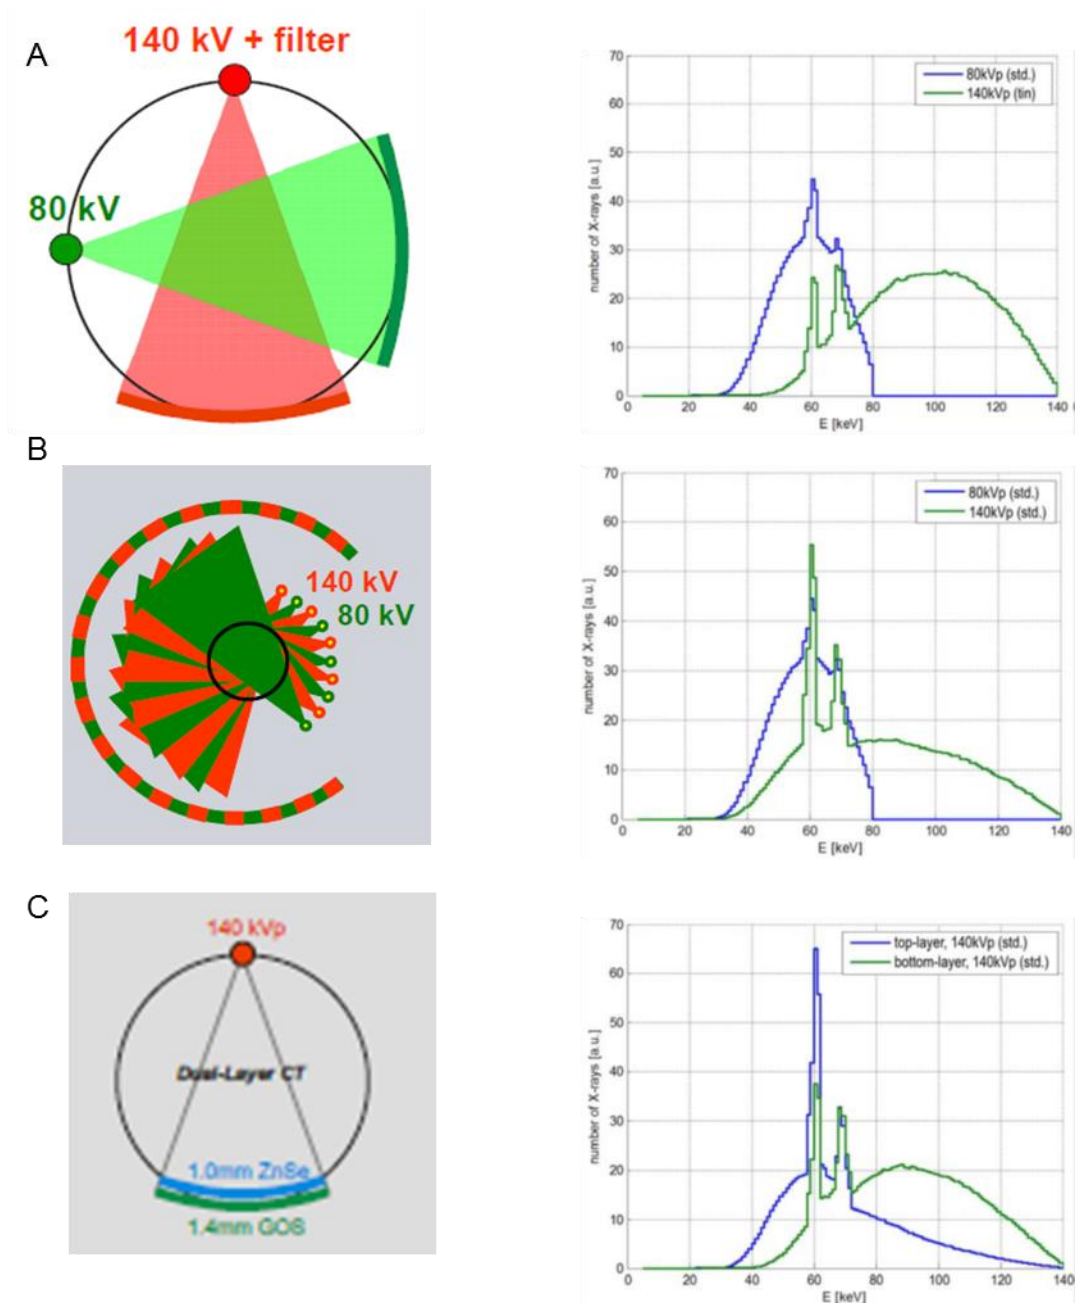 A
140 kV + filter
80 kV
70
60
50
40
30
20
10
0
number of X-rays [a.u.]
80kVp (std.)
140kVp (tin)
0 20 40 60 80 100 120 140
E [keV]
B
140 kV
80 kV
70
60
50
40
30
20
10
0
number of X-rays [a.u.]
80kVp (std.)
140kVp (std.)
0 20 40 60 80 100 120 140
E [keV]
C
140 kVp
Dual-Layer CT
1.0mm ZnSe
1.4mm GOS
70
60
50
40
30
20
10
0
number of X-rays [a.u.]
top-layer, 140kVp (std.)
bottom-layer, 140kVp (std.)
0 20 40 60 80 100 120 140
E [keV]